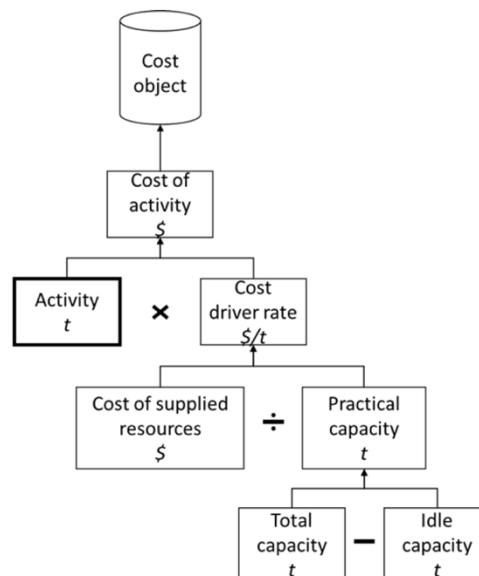 Cost
object
Cost of
activity
$
Activity
t
×
Cost
driver rate
$/t
Cost of supplied
resources
$
÷
Practical
capacity
t
Total
capacity
t
−
Idle
capacity
t